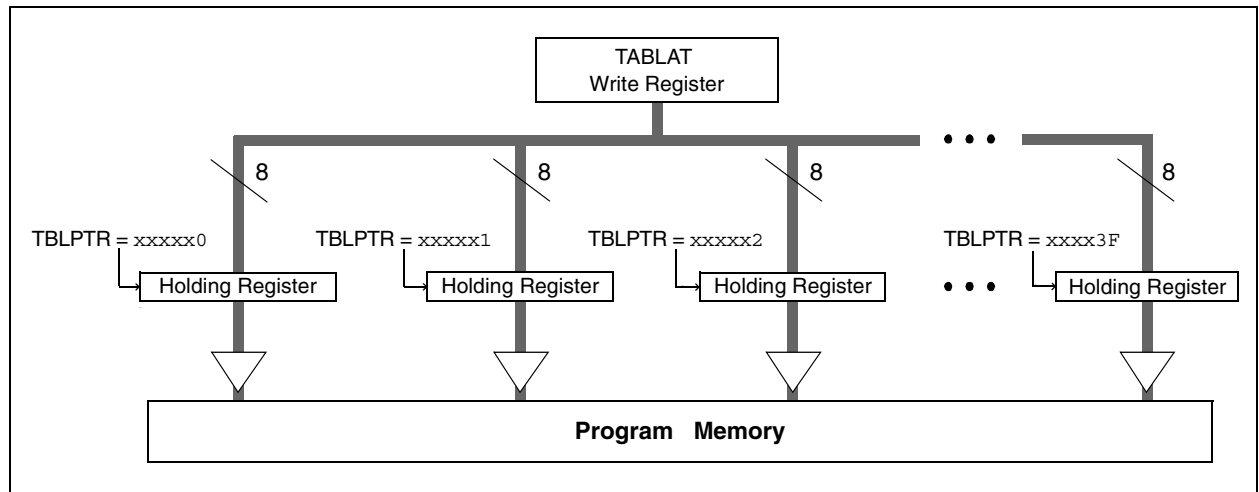 TABLAT
Write Register
• • •
8 8 8 8
TBLPTR = xxxxx0 TBLPTR = xxxxx1 TBLPTR = xxxxx2 TBLPTR = xxxx3F
Holding Register Holding Register Holding Register • • • Holding Register
Program Memory